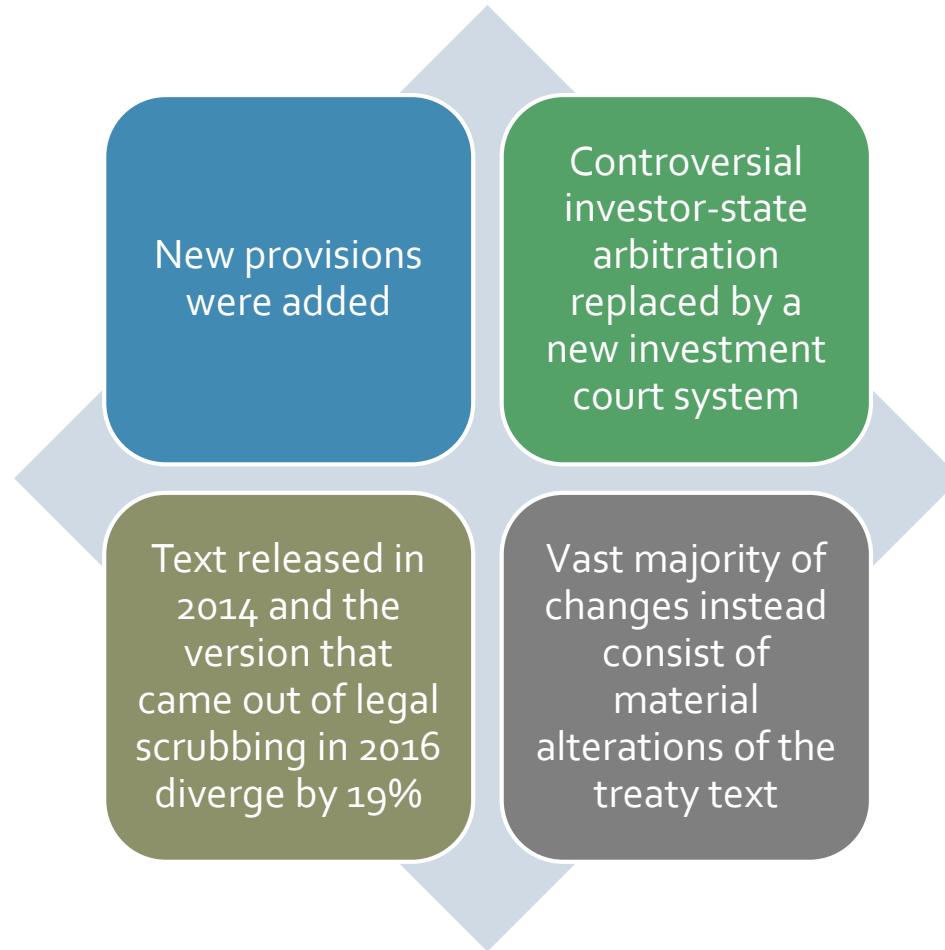 New provisions
were added
Controversial
investor-state
arbitration
replaced by a
new investment
court system
Text released in
2014 and the
version that
came out of legal
scrubbing in 2016
diverge by 19%
Vast majority of
changes instead
consist of
material
alterations of the
treaty text